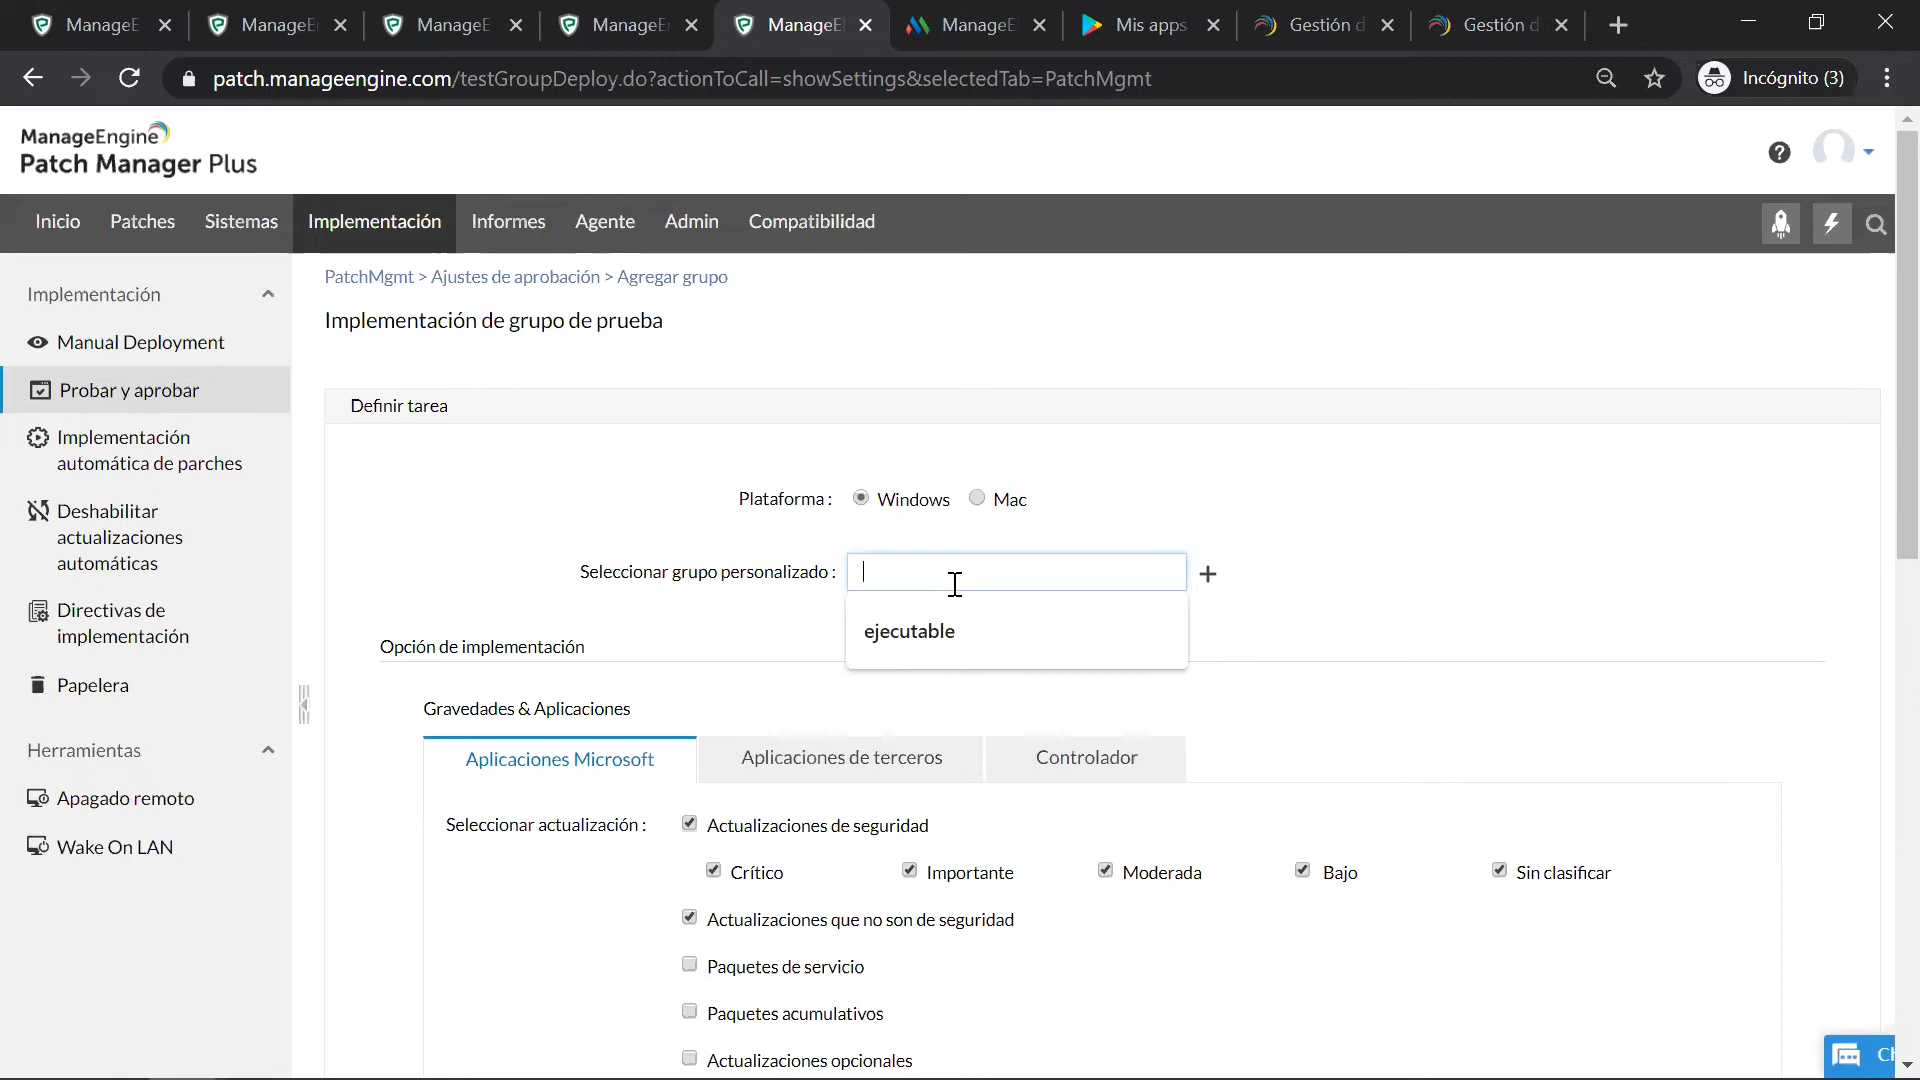 ManageE
ManageEn
ManageE
ManageEn
ManageEl
ManageE
Mis apps
Gestión d
Gestión d
patch.manageengine.com/testGroupDeploy.do?actionToCall=showSettings&selectedTab=PatchMgmt
Incógnito (3)
ManageEngine
Patch Manager Plus
Inicio
Patches
Sistemas
Implementación
Informes
Agente
Admin
Compatibilidad
Implementación
Manual Deployment
Probar y aprobar
Implementación
automática de parches
Deshabilitar
actualizaciones
automáticas
Directivas de
implementación
Papelera
Herramientas
Apagado remoto
Wake On LAN
PatchMgmt > Ajustes de aprobación > Agregar grupo
Implementación de grupo de prueba
Definir tarea
Plataforma : Windows Mac
Seleccionar grupo personalizado :
ejecutable
Opción de implementación
Gravedades & Aplicaciones
Aplicaciones Microsoft
Aplicaciones de terceros
Controlador
Seleccionar actualización : Actualizaciones de seguridad
Crítico Importante Moderada Bajo Sin clasificar
Actualizaciones que no son de seguridad
Paquetes de servicio
Paquetes acumulativos
Actualizaciones opcionales